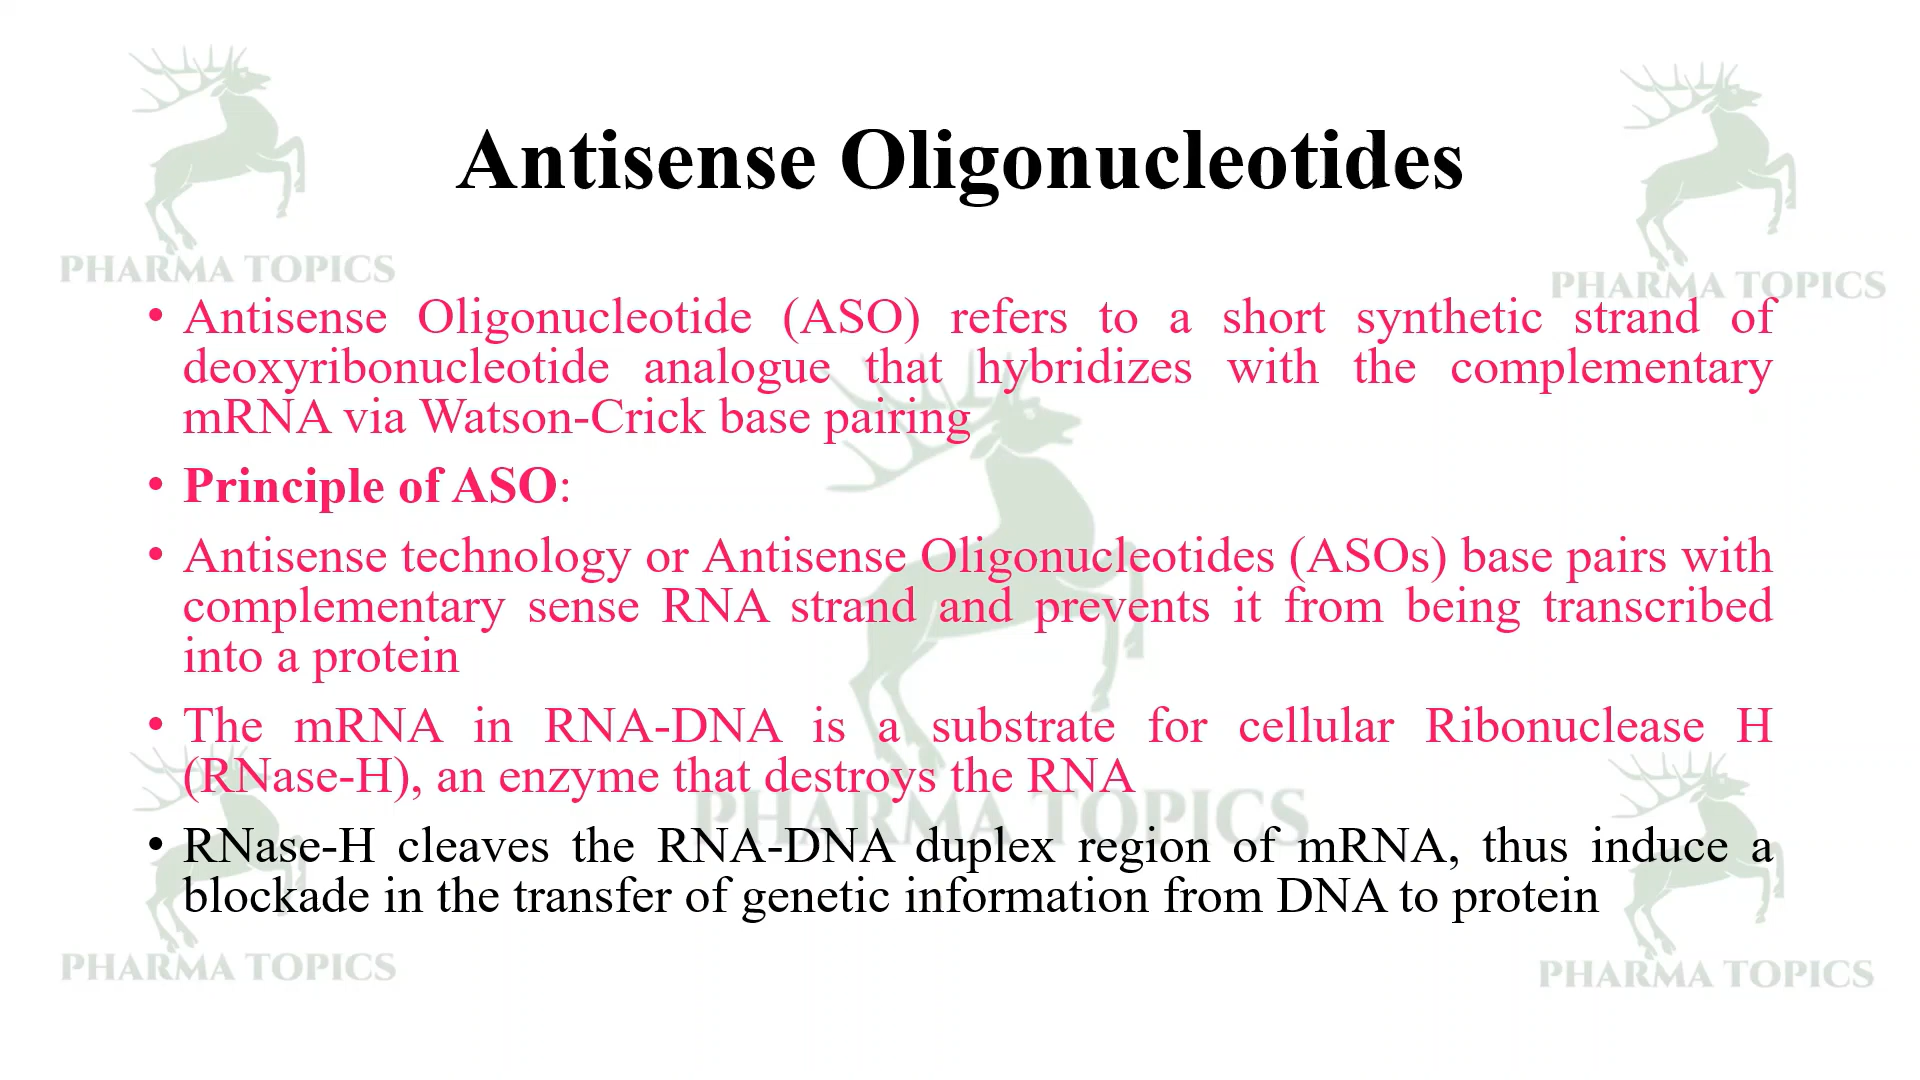 PHARMA TOPICS
PHARMA TOPICS
Antisense Oligonucleotides
• Antisense Oligonucleotide (ASO) refers to a short synthetic strand of
deoxyribonucleotide analogue that hybridizes with the complementary
mRNA via Watson-Crick base pairing
• Principle of ASO:
• Antisense technology or Antisense Oligonucleotides (ASOs) base pairs with
complementary sense RNA strand and prevents it from being transcribed
into a protein
• The mRNA in RNA-DNA is a substrate for cellular Ribonuclease H
(RNase-H), an enzyme that destroys the RNA
PHARMA TOPICS
• RNase-H cleaves the RNA-DNA duplex region of mRNA, thus induce a
blockade in the transfer of genetic information from DNA to protein
PHARMA TOPICS
PHARMA TOPICS